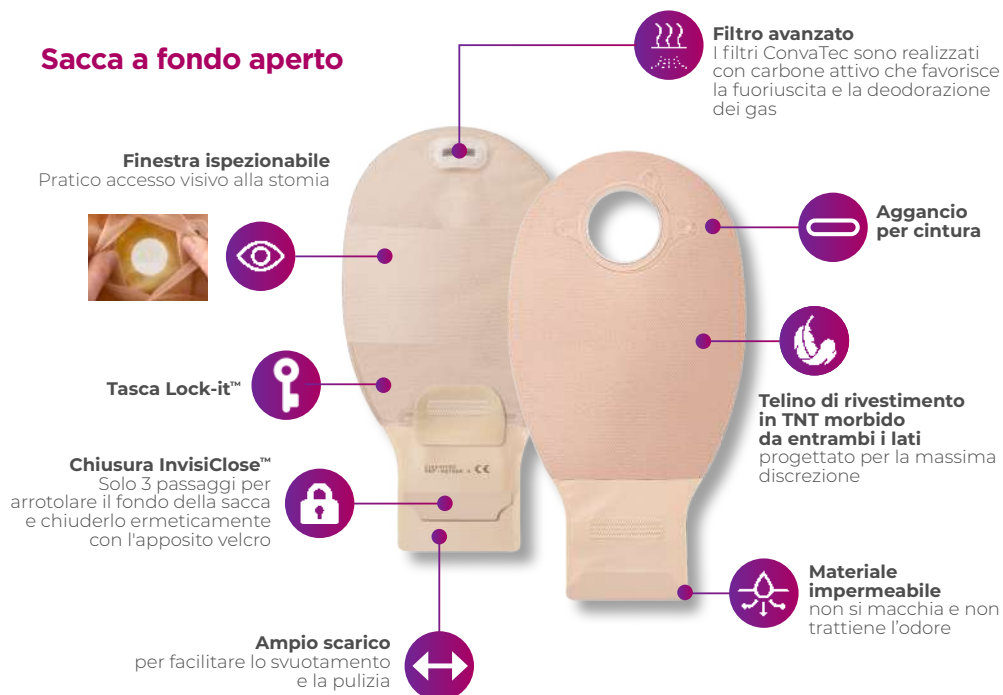 Sacca a fondo aperto
Filtro avanzato
I filtri ConvaTec sono realizzati
con carbone attivo che favorisce
la fuoriuscita e la deodorazione
dei gas
Finestra ispezionabile
Pratico accesso visivo alla stomia
Aggancio
per cintura
Tasca Lock-it™
Telino di rivestimento
in TNT morbido
da entrambi i lati
progettato per la massima
discrezione
Chiusura InvisiClose™
Solo 3 passaggi per
arrotolare il fondo della sacca
e chiuderlo ermeticamente
con l'apposito velcro
CE
Materiale
impermeabile
non si macchia e non
trattiene l’odore
Ampio scarico
per facilitare lo svuotamento
e la pulizia